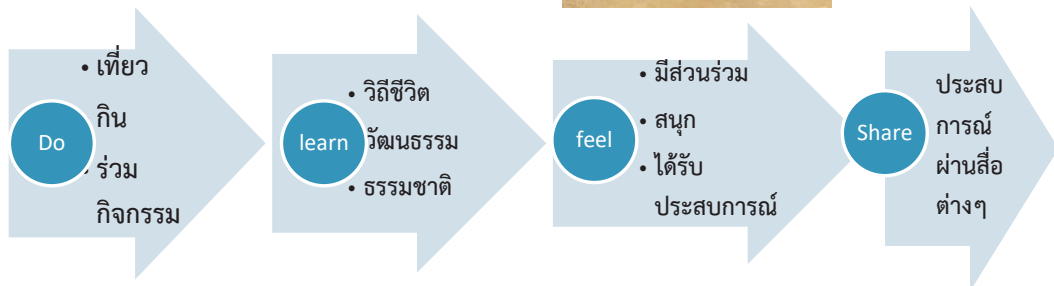 Do
• เที่ยว
กิน
• ร่วม
กิจกรรม
learn
• วิถีชีวิต
วัฒนธรรม
• ธรรมชาติ
feel
• มีส่วนร่วม
• สนุก
• ได้รับ
ประสบการณ์
Share
ประสบ
การณ์
ผ่านสื่อ
ต่างๆ